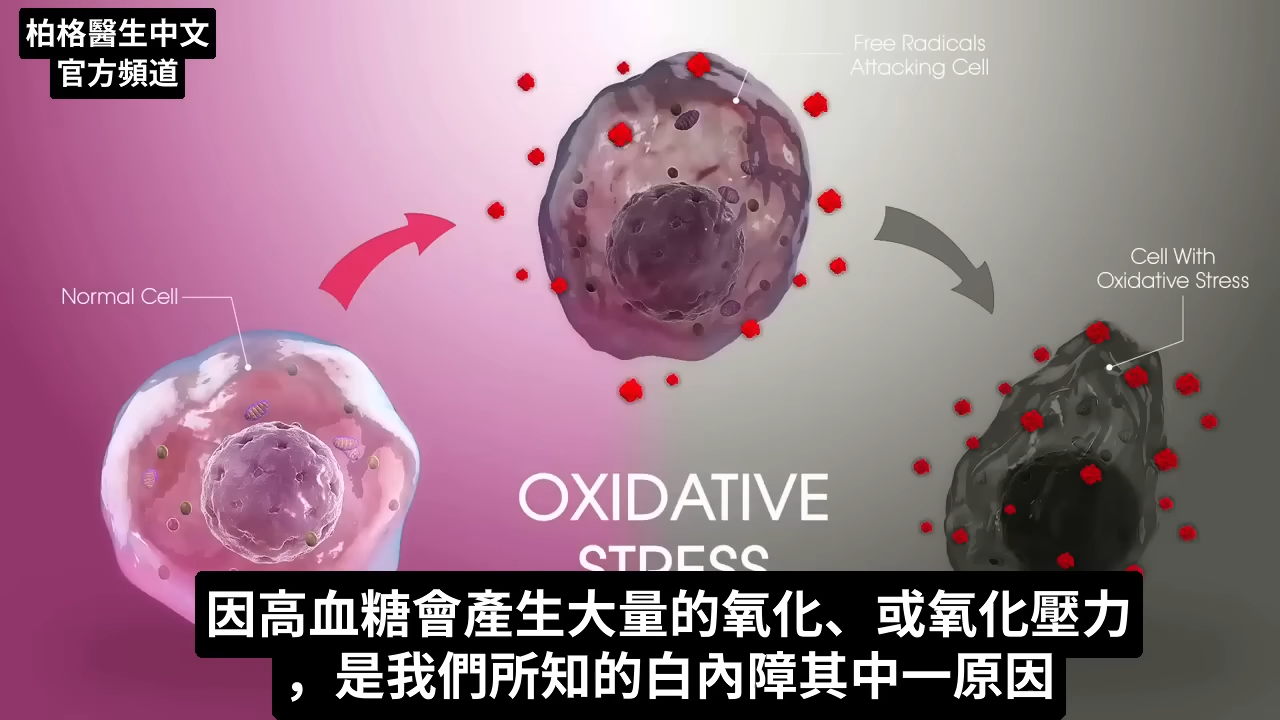 柏格醫生中文
官方頻道
Free Radicals
Attacking Cell
Normal Cell
Cell With
Oxidative Stress
OXIDATIVE
STRESS
因高血糖會產生大量的氧化、或氧化壓力
，是我們所知的白內障其中一原因